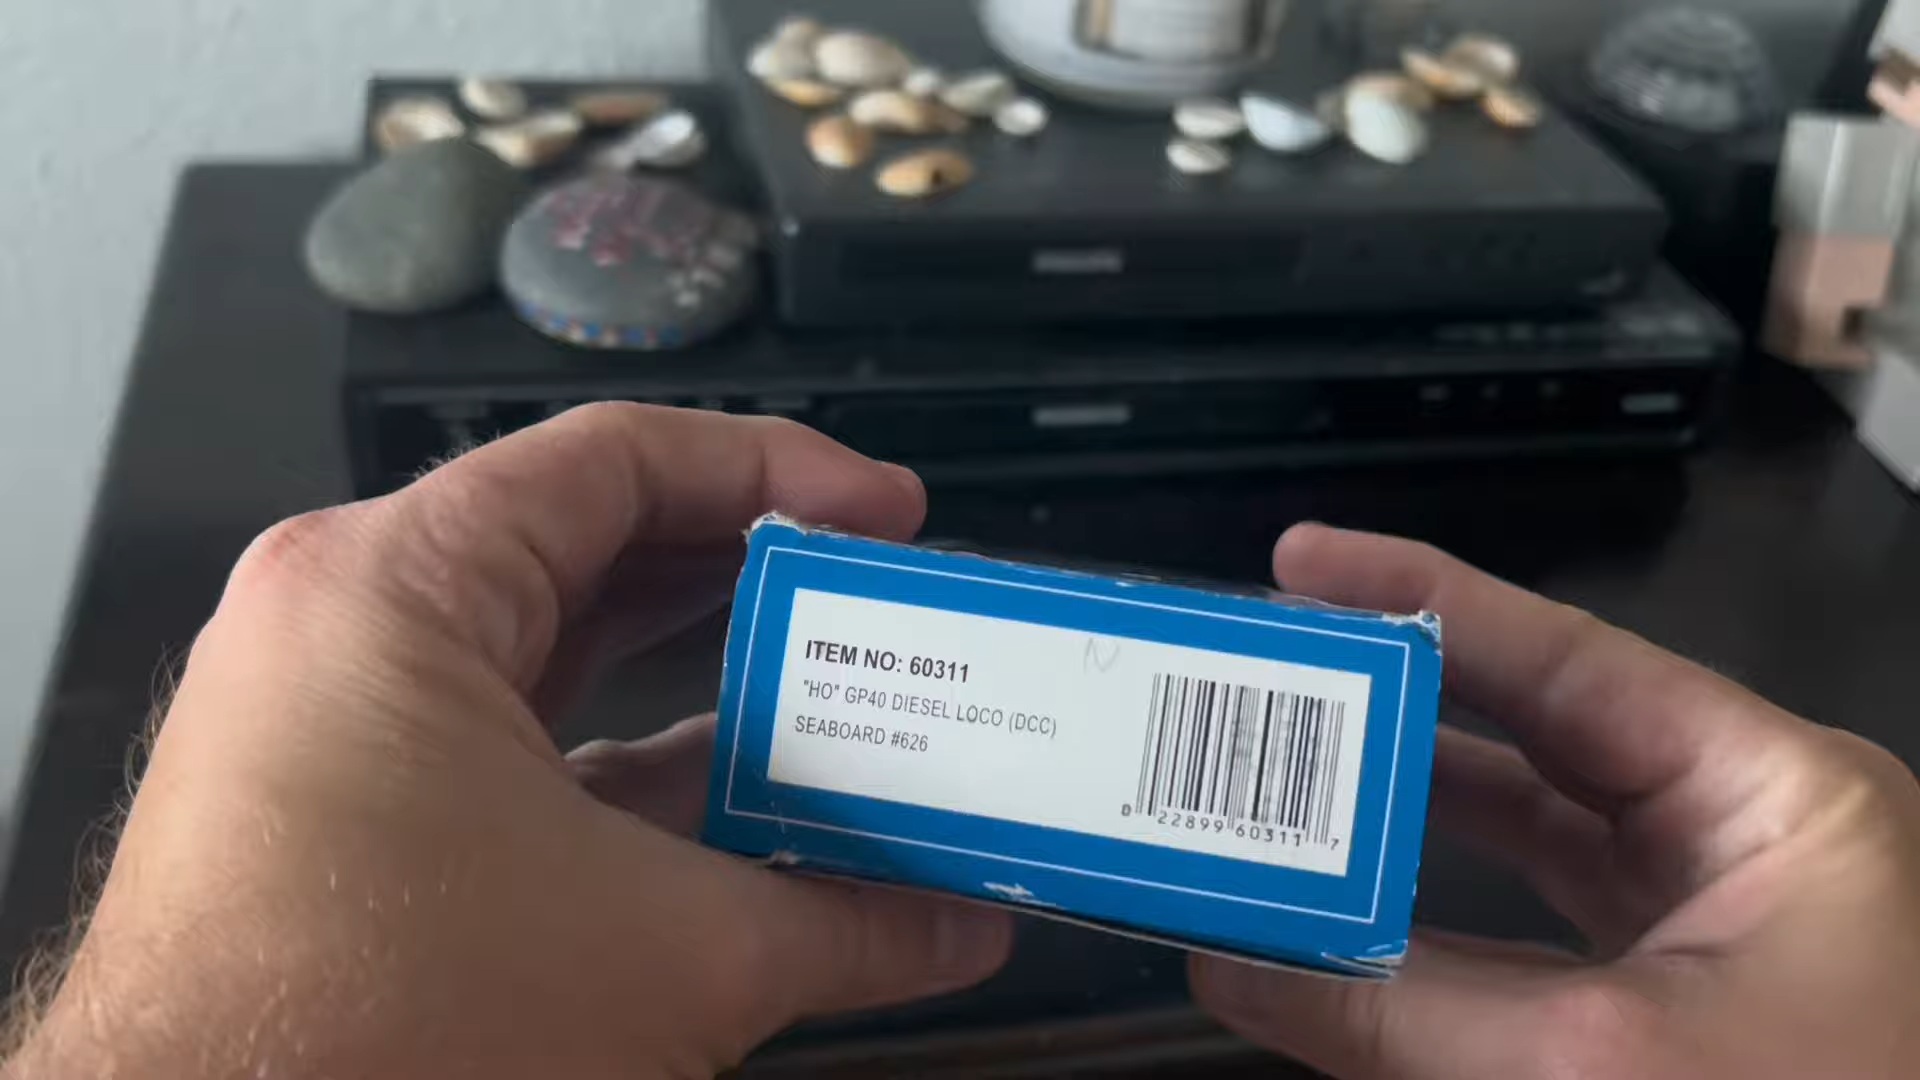 ITEM NO: 60311
"HO" GP40 DIESEL LOCO (DCC)
SEABOARD #626
N
0 22899 60311 7